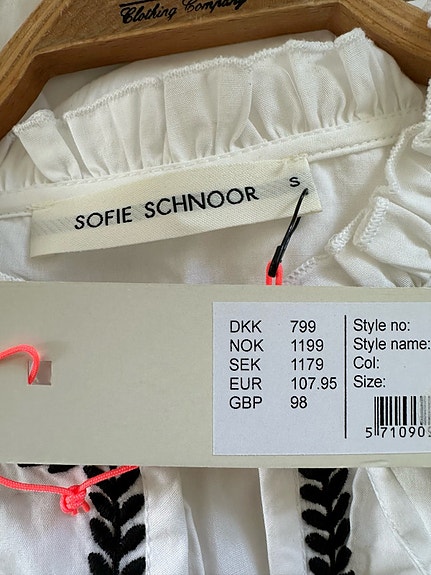 Clothing Company
SOFIE SCHNOOR S
DKK 799
NOK 1199
SEK 1179
EUR 107.95
GBP 98
Style no:
Style name:
Col:
Size:
571090